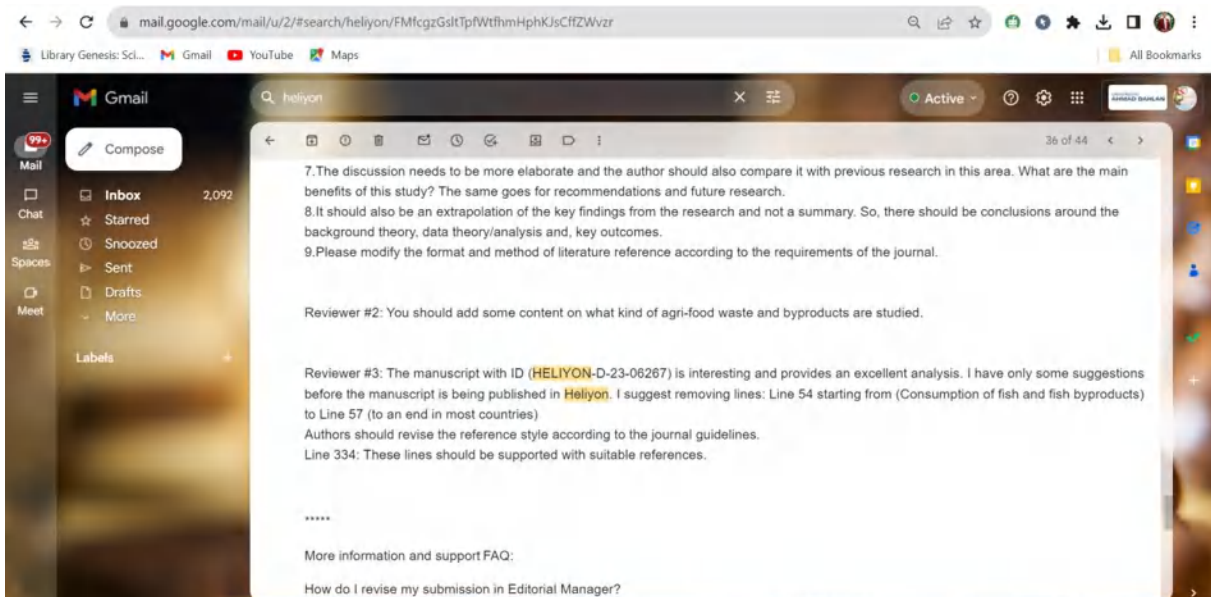 mail.google.com/mail/u/2/#search/heliyon/FMfcgzGsltTpfWtfhmHphKJsCffZWvzr
Library Genesis: Sci... Gmail YouTube Maps All Bookmarks
Gmail heliyon Active
99+ Compose 36 of 44
Mail
Chat
Spaces
Meet
Inbox 2,092
Starred
Snoozed
Sent
Drafts
More
Labels
7.The discussion needs to be more elaborate and the author should also compare it with previous research in this area. What are the main
benefits of this study? The same goes for recommendations and future research.
8.It should also be an extrapolation of the key findings from the research and not a summary. So, there should be conclusions around the
background theory, data theory/analysis and, key outcomes.
9.Please modify the format and method of literature reference according to the requirements of the journal.
Reviewer #2: You should add some content on what kind of agri-food waste and byproducts are studied.
Reviewer #3: The manuscript with ID (HELIYON-D-23-06267) is interesting and provides an excellent analysis. I have only some suggestions
before the manuscript is being published in Heliyon. I suggest removing lines: Line 54 starting from (Consumption of fish and fish byproducts)
to Line 57 (to an end in most countries)
Authors should revise the reference style according to the journal guidelines.
Line 334: These lines should be supported with suitable references.
*****
More information and support FAQ:
How do I revise my submission in Editorial Manager?